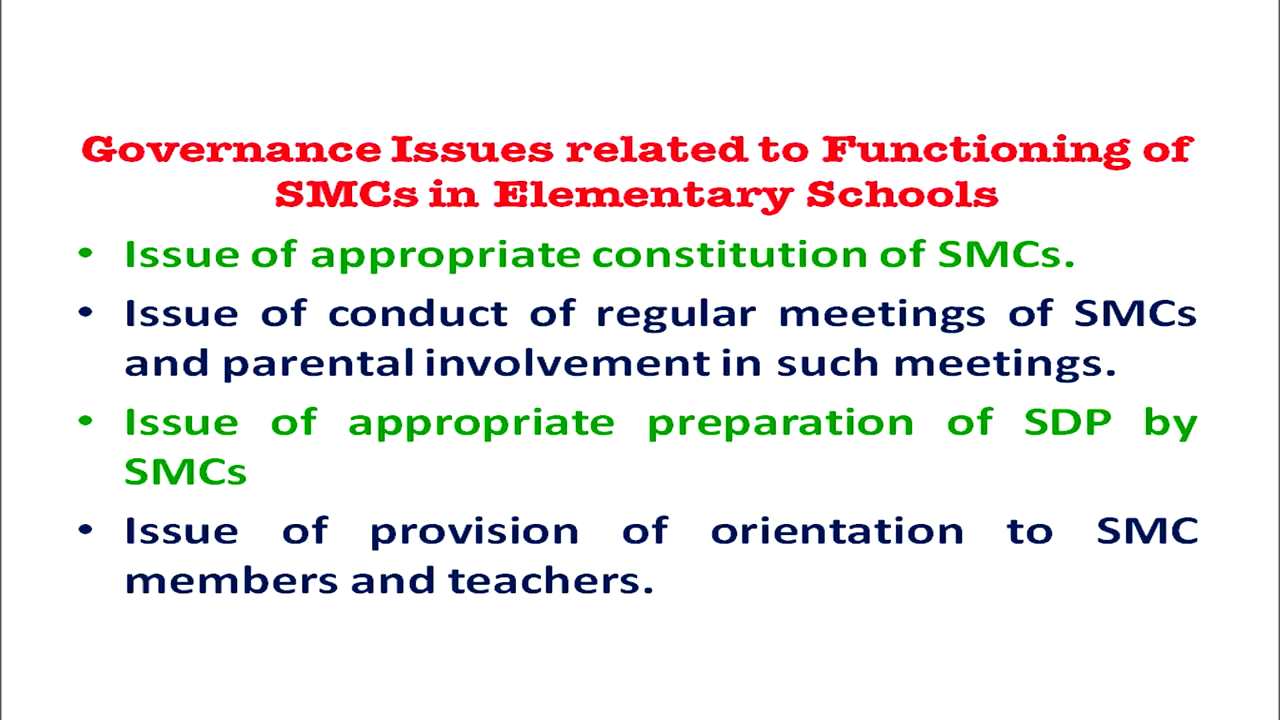 Governance Issues related to Functioning of
SMCs in Elementary Schools
• Issue of appropriate constitution of SMCs.
• Issue of conduct of regular meetings of SMCs
and parental involvement in such meetings.
• Issue of appropriate preparation of SDP by
SMCs
• Issue of provision of orientation to SMC
members and teachers.